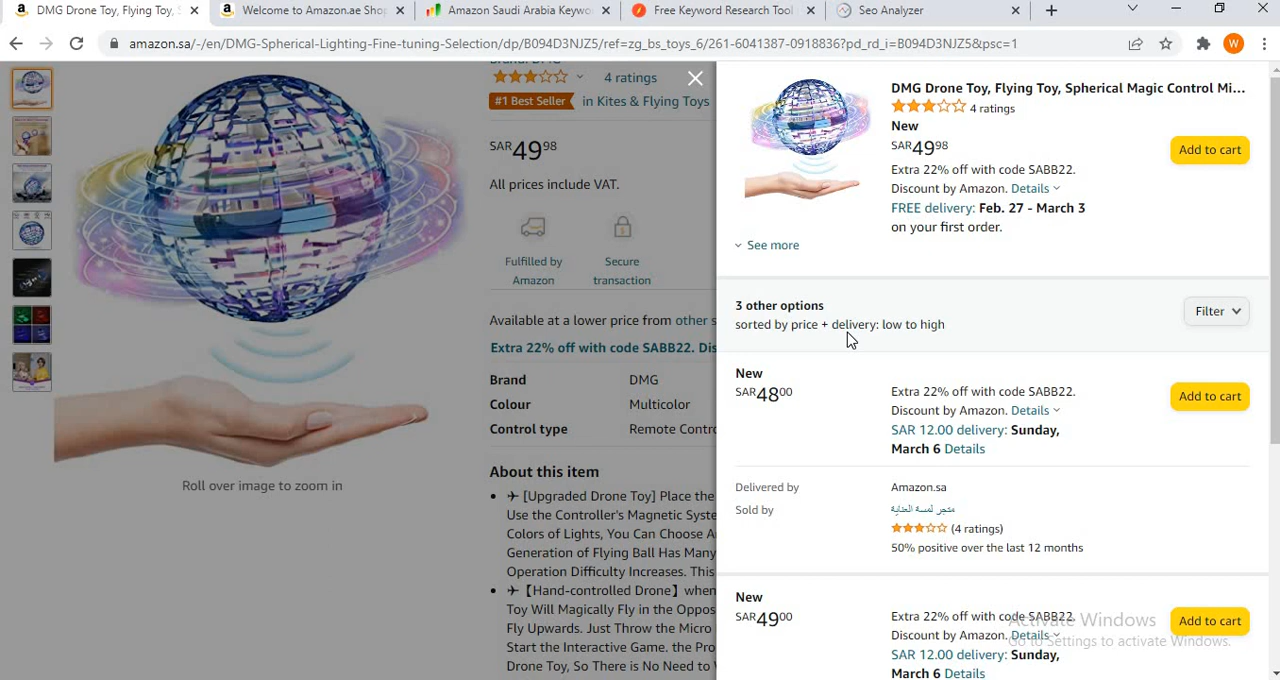 DMG Drone Toy, Flying Toy, S
Welcome to Amazon.ae Sho
Amazon Saudi Arabia Keywo
Free Keyword Research Tool
Seo Analyzer
amazon.sa/-/en/DMG-Spherical-Lighting-Fine-tuning-Selection/dp/B094D3NJZ5/ref=zg_bs_toys_6/261-6041387-0918836?pd_rd_i=B094D3NJZ5&psc=1
W
4 ratings
#1 Best Seller in Kites & Flying Toys
SAR 49 98
All prices include VAT.
Fulfilled by
Amazon
Secure
transaction
Available at a lower price from other s
Extra 22% off with code SABB22. Dis
Brand DMG
Colour Multicolor
Control type Remote Contro
About this item
• ✈ [Upgraded Drone Toy] Place the
Use the Controller's Magnetic Syste
Colors of Lights, You Can Choose A
Generation of Flying Ball Has Many
Operation Difficulty Increases. This
• ✈【Hand-controlled Drone】when
Toy Will Magically Fly in the Oppos
Fly Upwards. Just Throw the Micro
Start the Interactive Game. the Pro
Drone Toy, So There is No Need to
Roll over image to zoom in
DMG Drone Toy, Flying Toy, Spherical Magic Control Mi...
4 ratings
New
SAR 49 98
Add to cart
Extra 22% off with code SABB22.
Discount by Amazon. Details
FREE delivery: Feb. 27 - March 3
on your first order.
See more
3 other options
sorted by price + delivery: low to high
Filter
New
SAR 48 00
Extra 22% off with code SABB22.
Discount by Amazon. Details
SAR 12.00 delivery: Sunday,
March 6 Details
Add to cart
Delivered by Amazon.sa
Sold by متجر لمسة العناية
(4 ratings)
50% positive over the last 12 months
New
SAR 49 00
Extra 22% off with code SABB22.
Discount by Amazon. Details
SAR 12.00 delivery: Sunday,
March 6 Details
Add to cart
Activate Windows
Go to Settings to activate Windows.